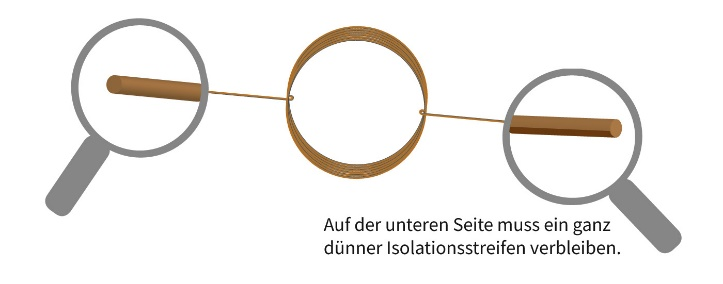 Auf der unteren Seite muss ein ganz
dünner Isolationsstreifen verbleiben.